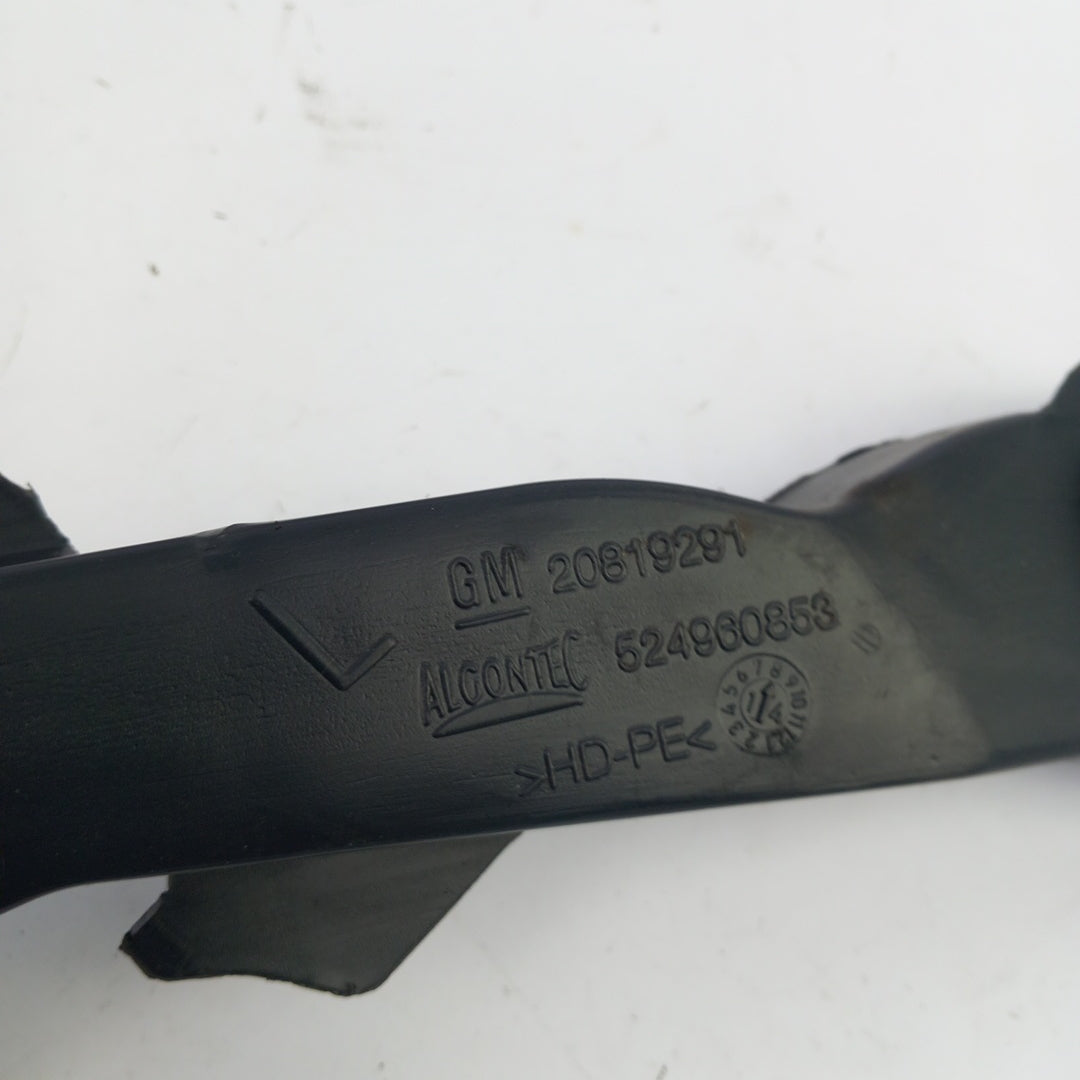 GM 20819291
ALCONTEC 524960853
>HD-PE<